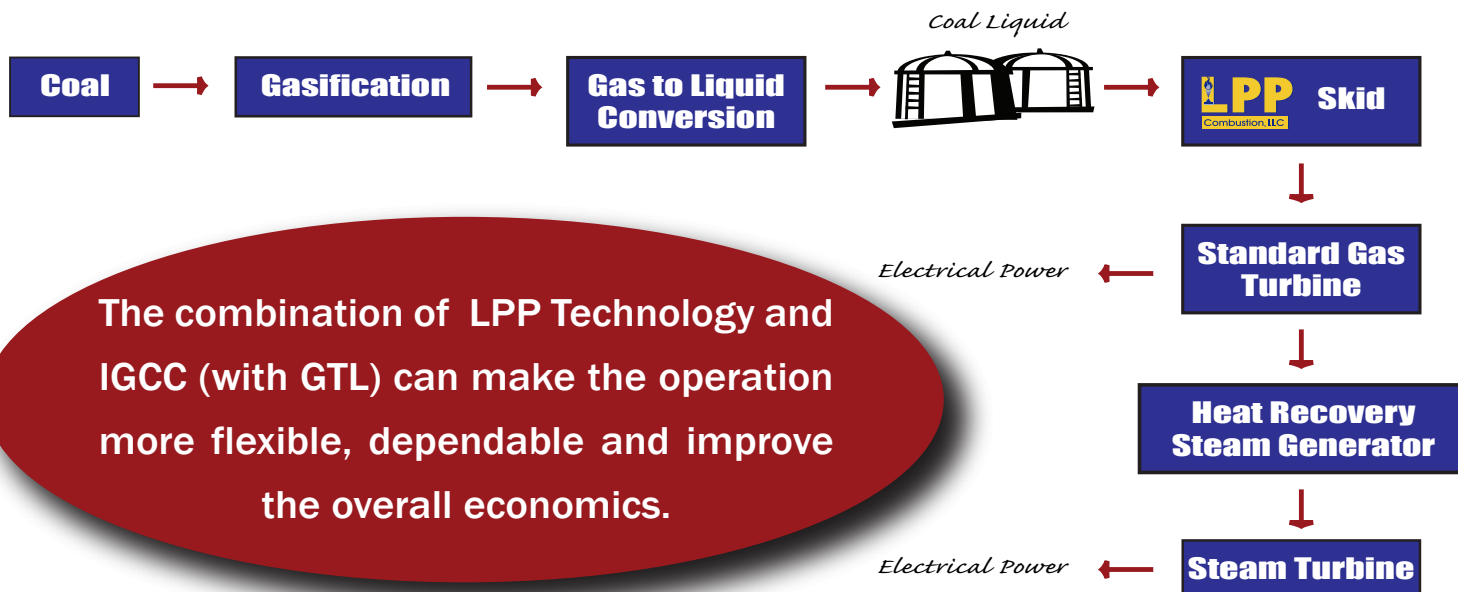 Coal Liquid
Coal
Gasification
Gas to Liquid
Conversion
LPP Skid
Combustion, LLC
Electrical Power
Standard Gas
Turbine
The combination of LPP Technology and
IGCC (with GTL) can make the operation
more flexible, dependable and improve
the overall economics.
Heat Recovery
Steam Generator
Electrical Power
Steam Turbine